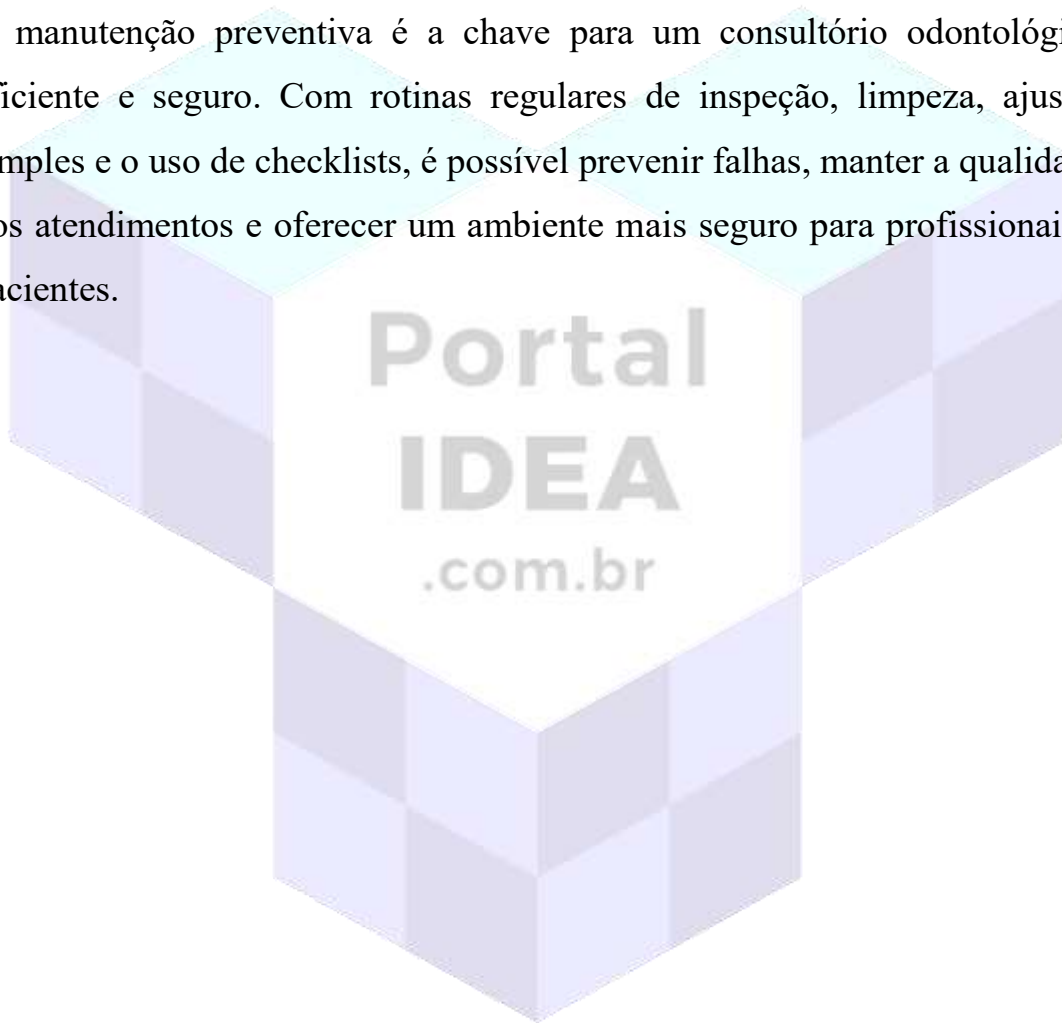 manutenção preventiva é a chave para um consultório odontológi
ficiente e seguro. Com rotinas regulares de inspeção, limpeza, ajus
mples e o uso de checklists, é possível prevenir falhas, manter a qualida
os atendimentos e oferecer um ambiente mais seguro para profissionai
acientes.
Portal
IDEA
.com.br